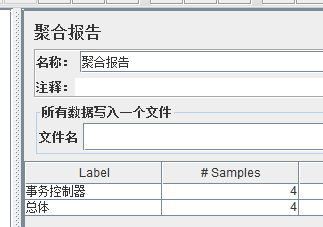 聚合报告
名称： 聚合报告
注释：
所有数据写入一个文件
文件名
Label # Samples
事务控制器 4
总体 4